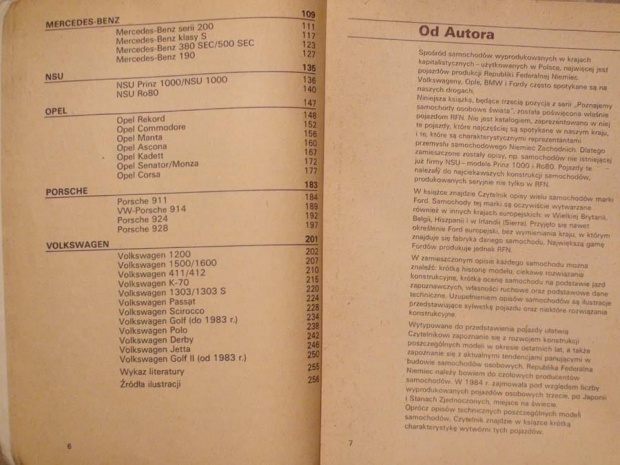 MERCEDES-BENZ 109
Mercedes-Benz serii 200 111
Mercedes-Benz klasy S 117
Mercedes-Benz 380 SEC/500 SEC 123
Mercedes-Benz 190 127
NSU 135
NSU Prinz 1000/NSU 1000 136
NSU Ro80 140
OPEL 147
Opel Rekord 148
Opel Commodore 152
Opel Manta 156
Opel Ascona 160
Opel Kadett 167
Opel Senator/Monza 172
Opel Corsa 177
PORSCHE 183
Porsche 911 184
VW-Porsche 914 189
Porsche 924 192
Porsche 928 197
VOLKSWAGEN 201
Volkswagen 1200 202
Volkswagen 1500/1600 207
Volkswagen 411/412 210
Volkswagen K-70 215
Volkswagen 1303/1303 S 220
Volkswagen Passat 224
Volkswagen Scirocco 228
Volkswagen Golf (do 1983 r.) 234
Volkswagen Polo 238
Volkswagen Derby 242
Volkswagen Jetta 246
Volkswagen Golf II (od 1983 r.) 250
Wykaz literatury 255
Źródła ilustracji 256
6
Od Autora
Spośród samochodów wyprodukowanych w krajach
kapitalistycznych – użytkowanych w Polsce, najwięcej jest
pojazdów produkcji Republiki Federalnej Niemiec.
Volkswageny, Ople, BMW i Fordy często spotykane są na
naszych drogach.
Niniejsza książka, będąca trzecią pozycją z serii „Poznajemy
samochody osobowe świata”, została poświęcona właśnie
pojazdom RFN. Nie jest katalogiem, zaprezentowano w niej
te pojazdy, które najczęściej są spotykane w naszym kraju,
i te, które są charakterystycznymi reprezentantami
przemysłu samochodowego Niemiec Zachodnich. Dlatego
zamieszczone zostały opisy, np. samochodów nie istniejącej
już firmy NSU – modele Prinz 1000 i Ro80. Pojazdy te
należały do najciekawszych konstrukcji samochodów,
produkowanych seryjnie nie tylko w RFN.
W książce znajdzie Czytelnik opisy wielu samochodów marki
Ford. Samochody tej marki są oczywiście wytwarzane
również w innych krajach europejskich: w Wielkiej Brytanii,
Belgii, Hiszpanii i w Irlandii (Sierra). Przyjęło się nawet
określenie Ford europejski, bez wymieniania kraju, w którym
znajduje się fabryka danego samochodu. Największą gamę
Fordów produkuje jednak RFN.
W zamieszczonym opisie każdego samochodu można
znaleźć: krótką historię modelu, ciekawe rozwiązania
konstrukcyjne, krótką ocenę samochodu na podstawie jazd
zapoznawczych, własności ruchowe oraz podstawowe dane
techniczne. Uzupełnieniem opisów samochodów są ilustracje
przedstawiające sylwetkę pojazdu oraz niektóre rozwiązania
konstrukcyjne.
Wytypowane do przedstawienia pojazdy ułatwią
Czytelnikowi zapoznanie się z rozwojem konstrukcji
poszczególnych modeli w okresie ostatnich lat, a także
zapoznanie się z aktualnymi tendencjami panującymi w
budowie samochodów osobowych. Republika Federalna
Niemiec należy bowiem do czołowych producentów
samochodów. W 1984 r. zajmowała pod względem liczby
wyprodukowanych pojazdów osobowych trzecie, po Japonii
i Stanach Zjednoczonych, miejsce na świecie.
Oprócz opisów technicznych poszczególnych modeli
samochodów, Czytelnik znajdzie w książce krótką
charakterystykę wytwórni tych pojazdów.
7